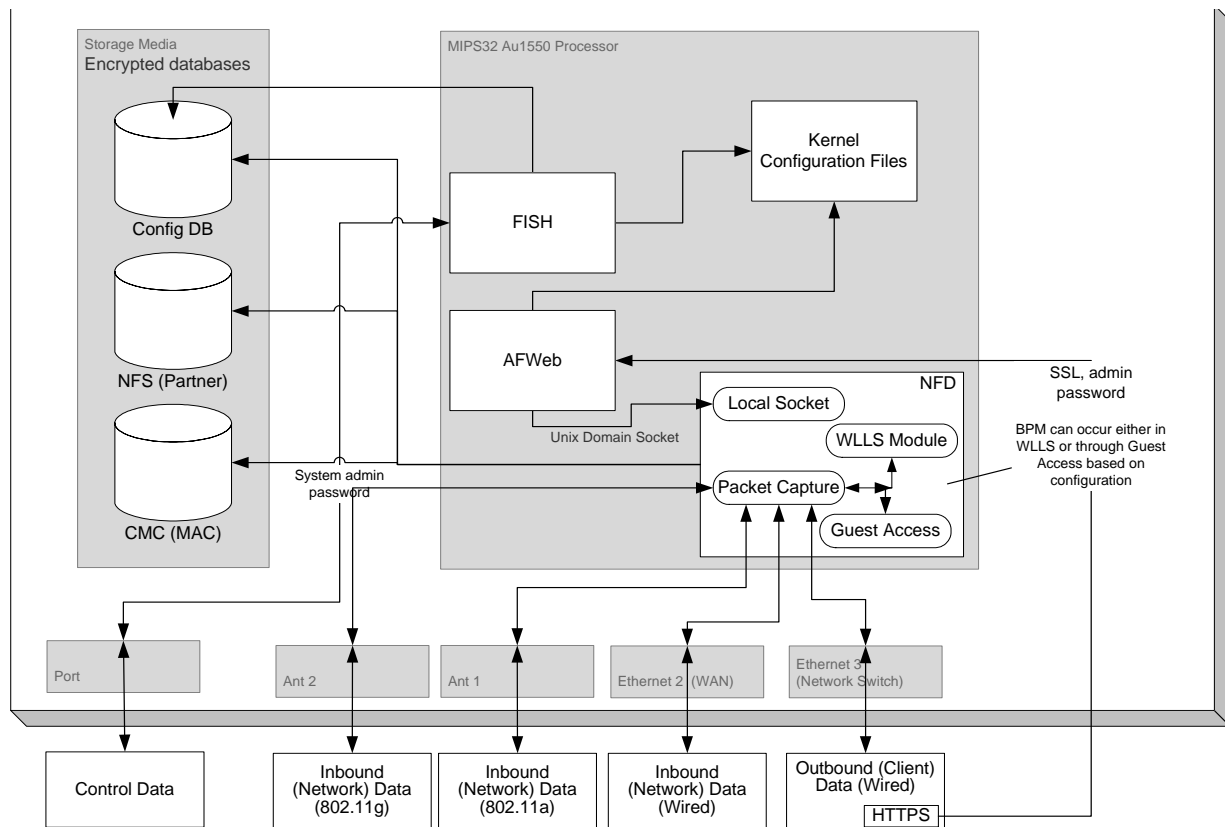 Storage Media
Encrypted databases
Config DB
NFS (Partner)
CMC (MAC)
MIPS32 Au1550 Processor
Kernel
Configuration Files
FISH
AFWeb
NFD
Local Socket
Unix Domain Socket
WLLS Module
Packet Capture
Guest Access
System admin
password
SSL, admin
password
BPM can occur either in
WLLS or through Guest
Access based on
configuration
Port
Ant 2
Ant 1
Ethernet 2 (WAN)
Ethernet 3
(Network Switch)
Control Data
Inbound
(Network) Data
(802.11g)
Inbound
(Network) Data
(802.11a)
Inbound
(Network) Data
(Wired)
Outbound (Client)
Data (Wired)
HTTPS